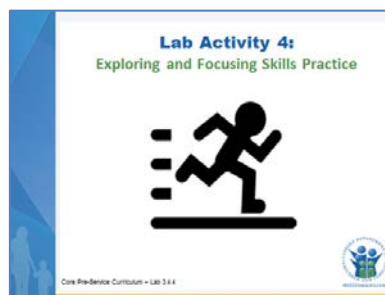 Lab Activity 4:
Exploring and Focusing Skills Practice
Core Pre-Service Curriculum – Lab 3.4.4